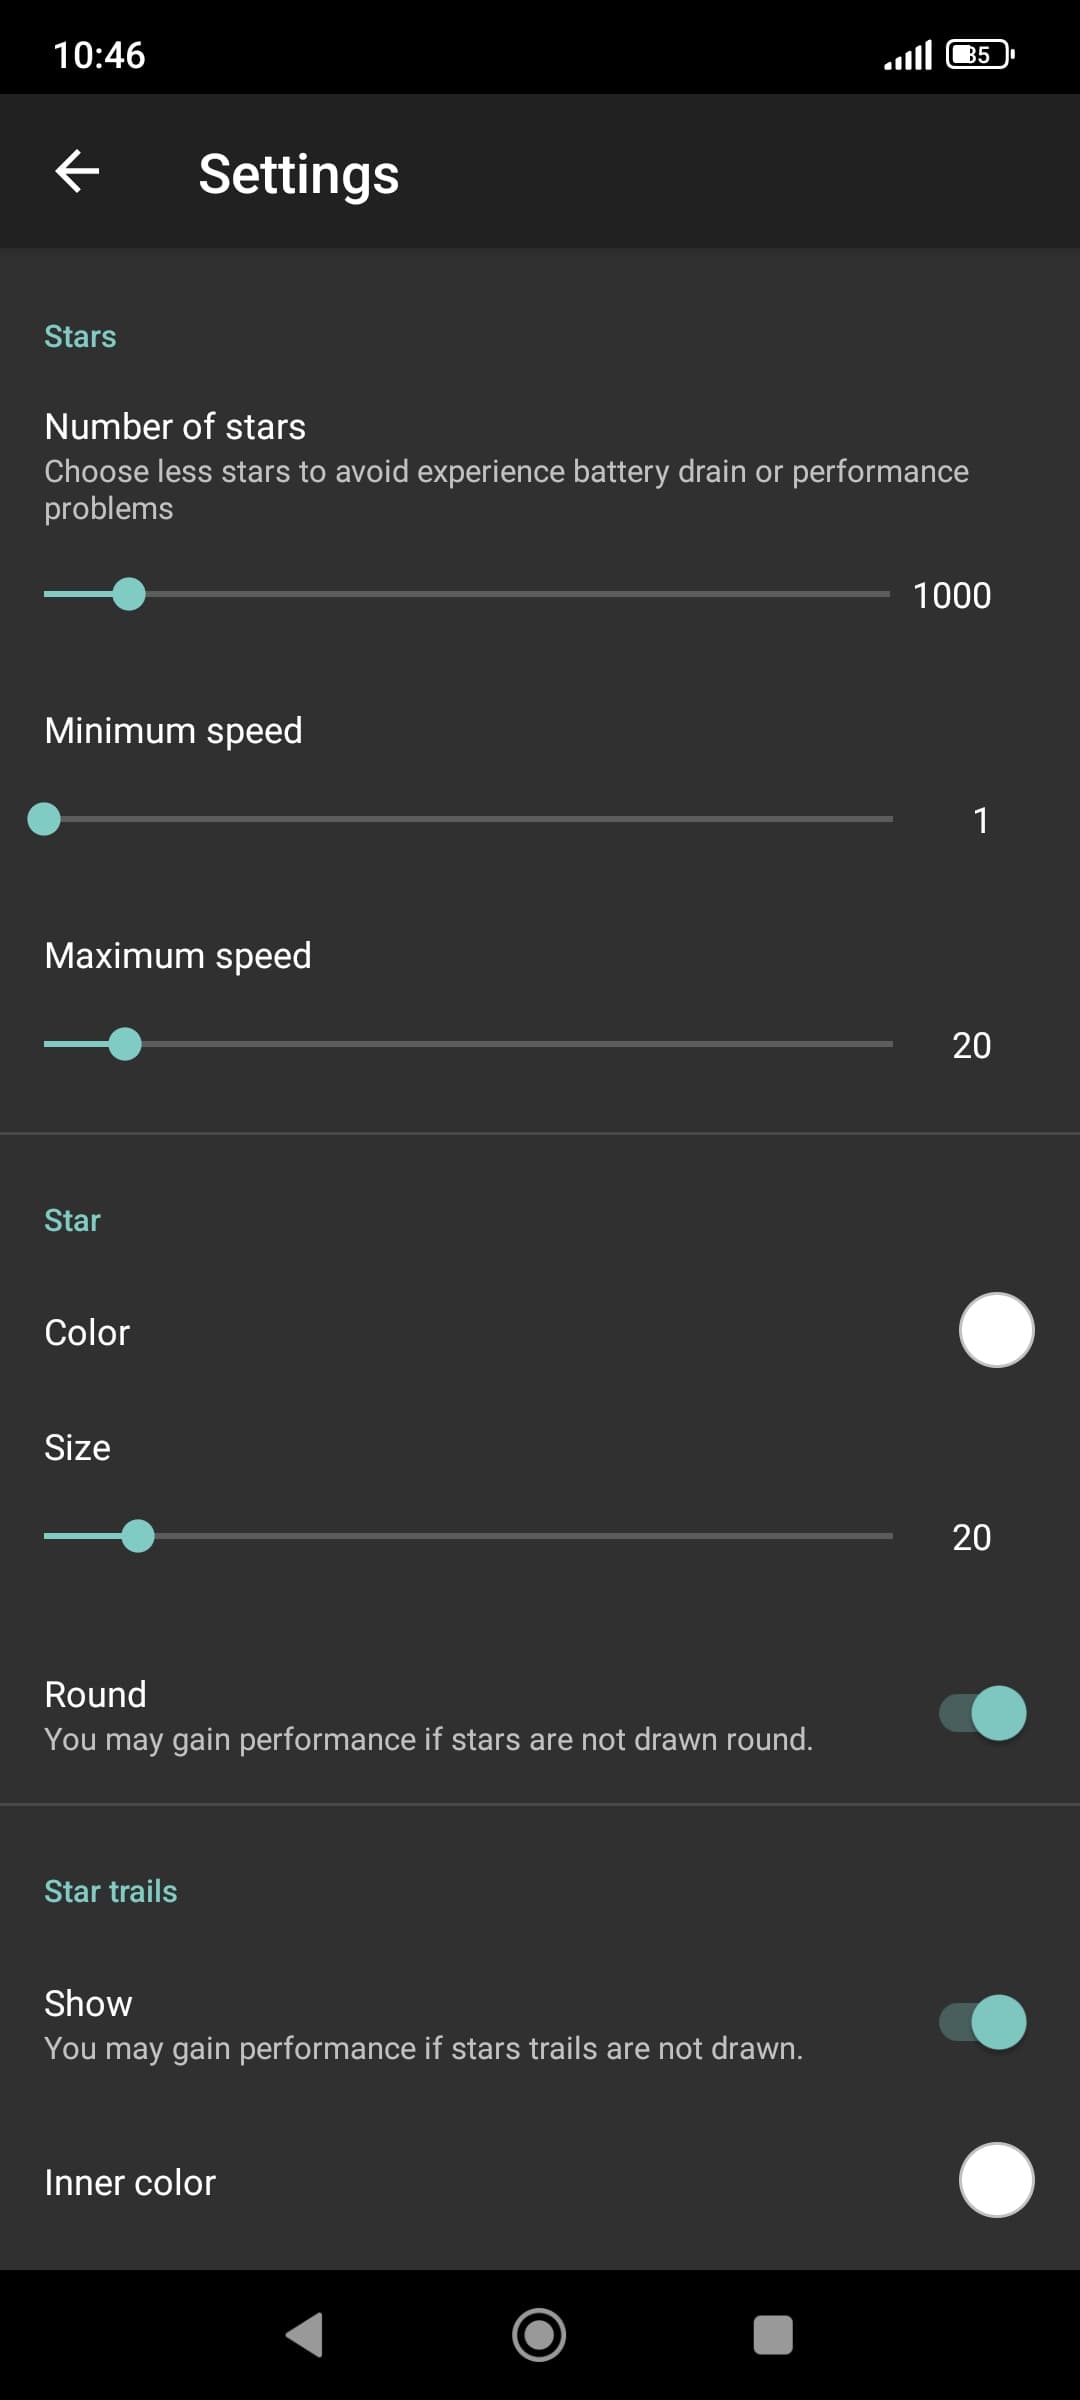 10:46
35
Settings
Stars
Number of stars
Choose less stars to avoid experience battery drain or performance
problems
1000
Minimum speed
1
Maximum speed
20
Star
Color
Size
20
Round
You may gain performance if stars are not drawn round.
Star trails
Show
You may gain performance if stars trails are not drawn.
Inner color